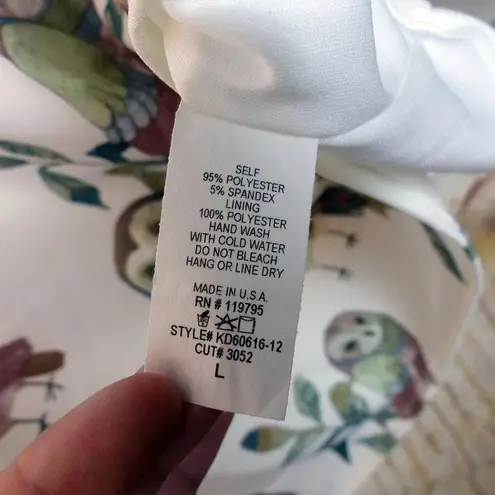 SELF
95% POLYESTER
5% SPANDEX
LINING
100% POLYESTER
HAND WASH
WITH COLD WATER
DO NOT BLEACH
HANG OR LINE DRY
MADE IN U.S.A.
RN # 119795
STYLE# KD60616-12
CUT# 3052
L